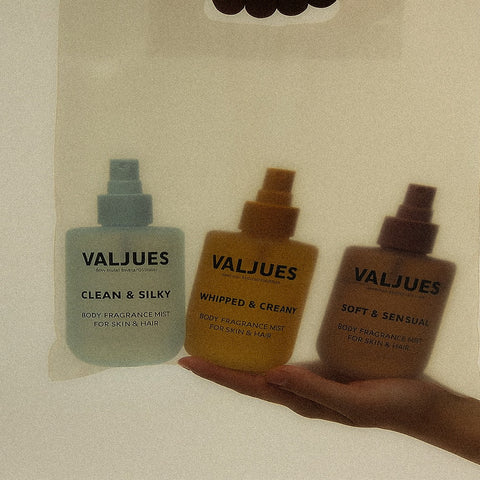 VALJUES
CLEAN & SILKY
BODY FRAGRANCE MIST
FOR SKIN & HAIR
VALJUES
WHIPPED & CREANY
BODY FRAGRANCE MIST
FOR SKIN & HAIR
VALJUES
SOFT & SENSUAL
BODY FRAGRANCE MIST
FOR SKIN & HAIR